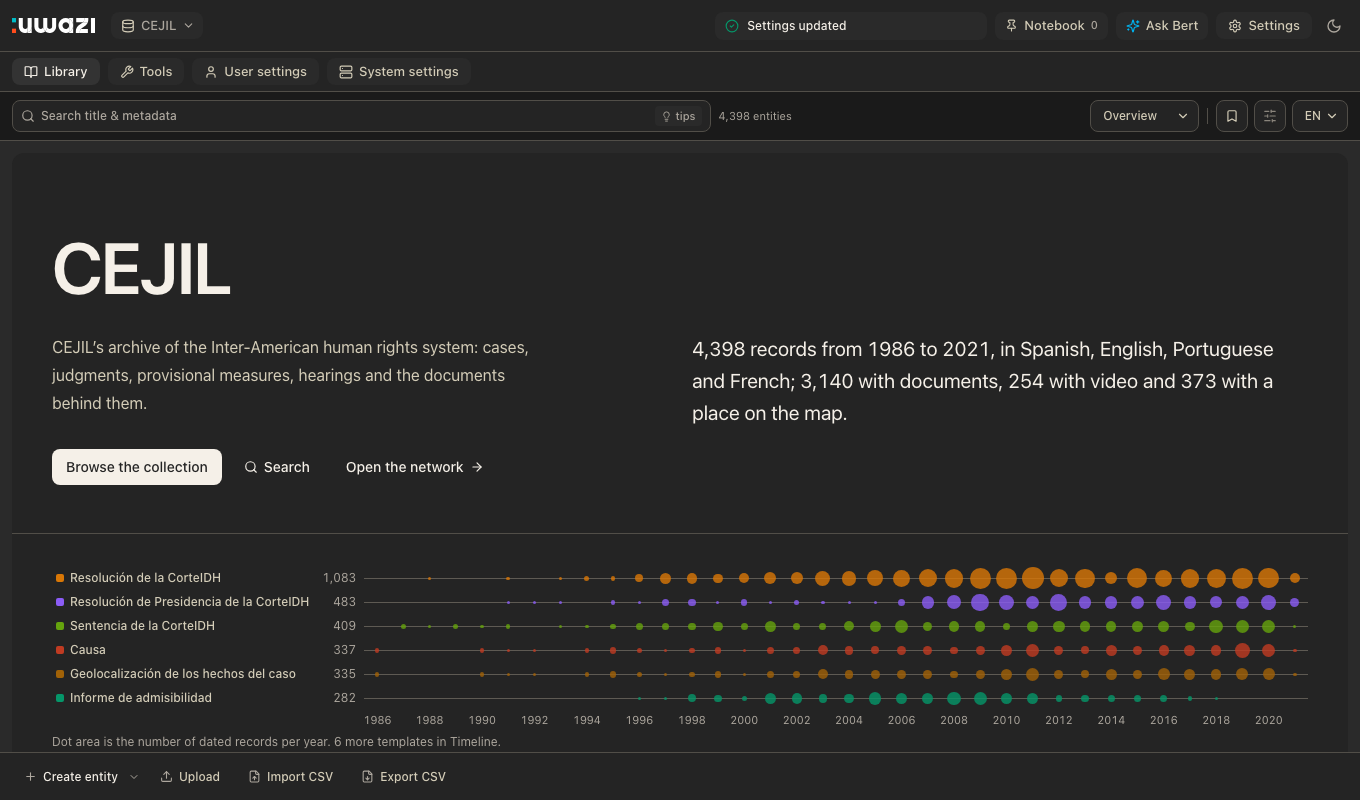 :uwazi
CEJIL
Settings updated
Notebook 0
Ask Bert
Settings
Library
Tools
User settings
System settings
Search title & metadata
tips
4,398 entities
Overview
EN
CEJIL
CEJIL’s archive of the Inter-American human rights system: cases,
judgments, provisional measures, hearings and the documents
behind them.
4,398 records from 1986 to 2021, in Spanish, English, Portuguese
and French; 3,140 with documents, 254 with video and 373 with a
place on the map.
Browse the collection
Search
Open the network →
Resolución de la CorteIDH 1,083
Resolución de Presidencia de la CorteIDH 483
Sentencia de la CorteIDH 409
Causa 337
Geolocalización de los hechos del caso 335
Informe de admisibilidad 282
1986 1988 1990 1992 1994 1996 1998 2000 2002 2004 2006 2008 2010 2012 2014 2016 2018 2020
Dot area is the number of dated records per year. 6 more templates in Timeline.
Create entity
Upload
Import CSV
Export CSV